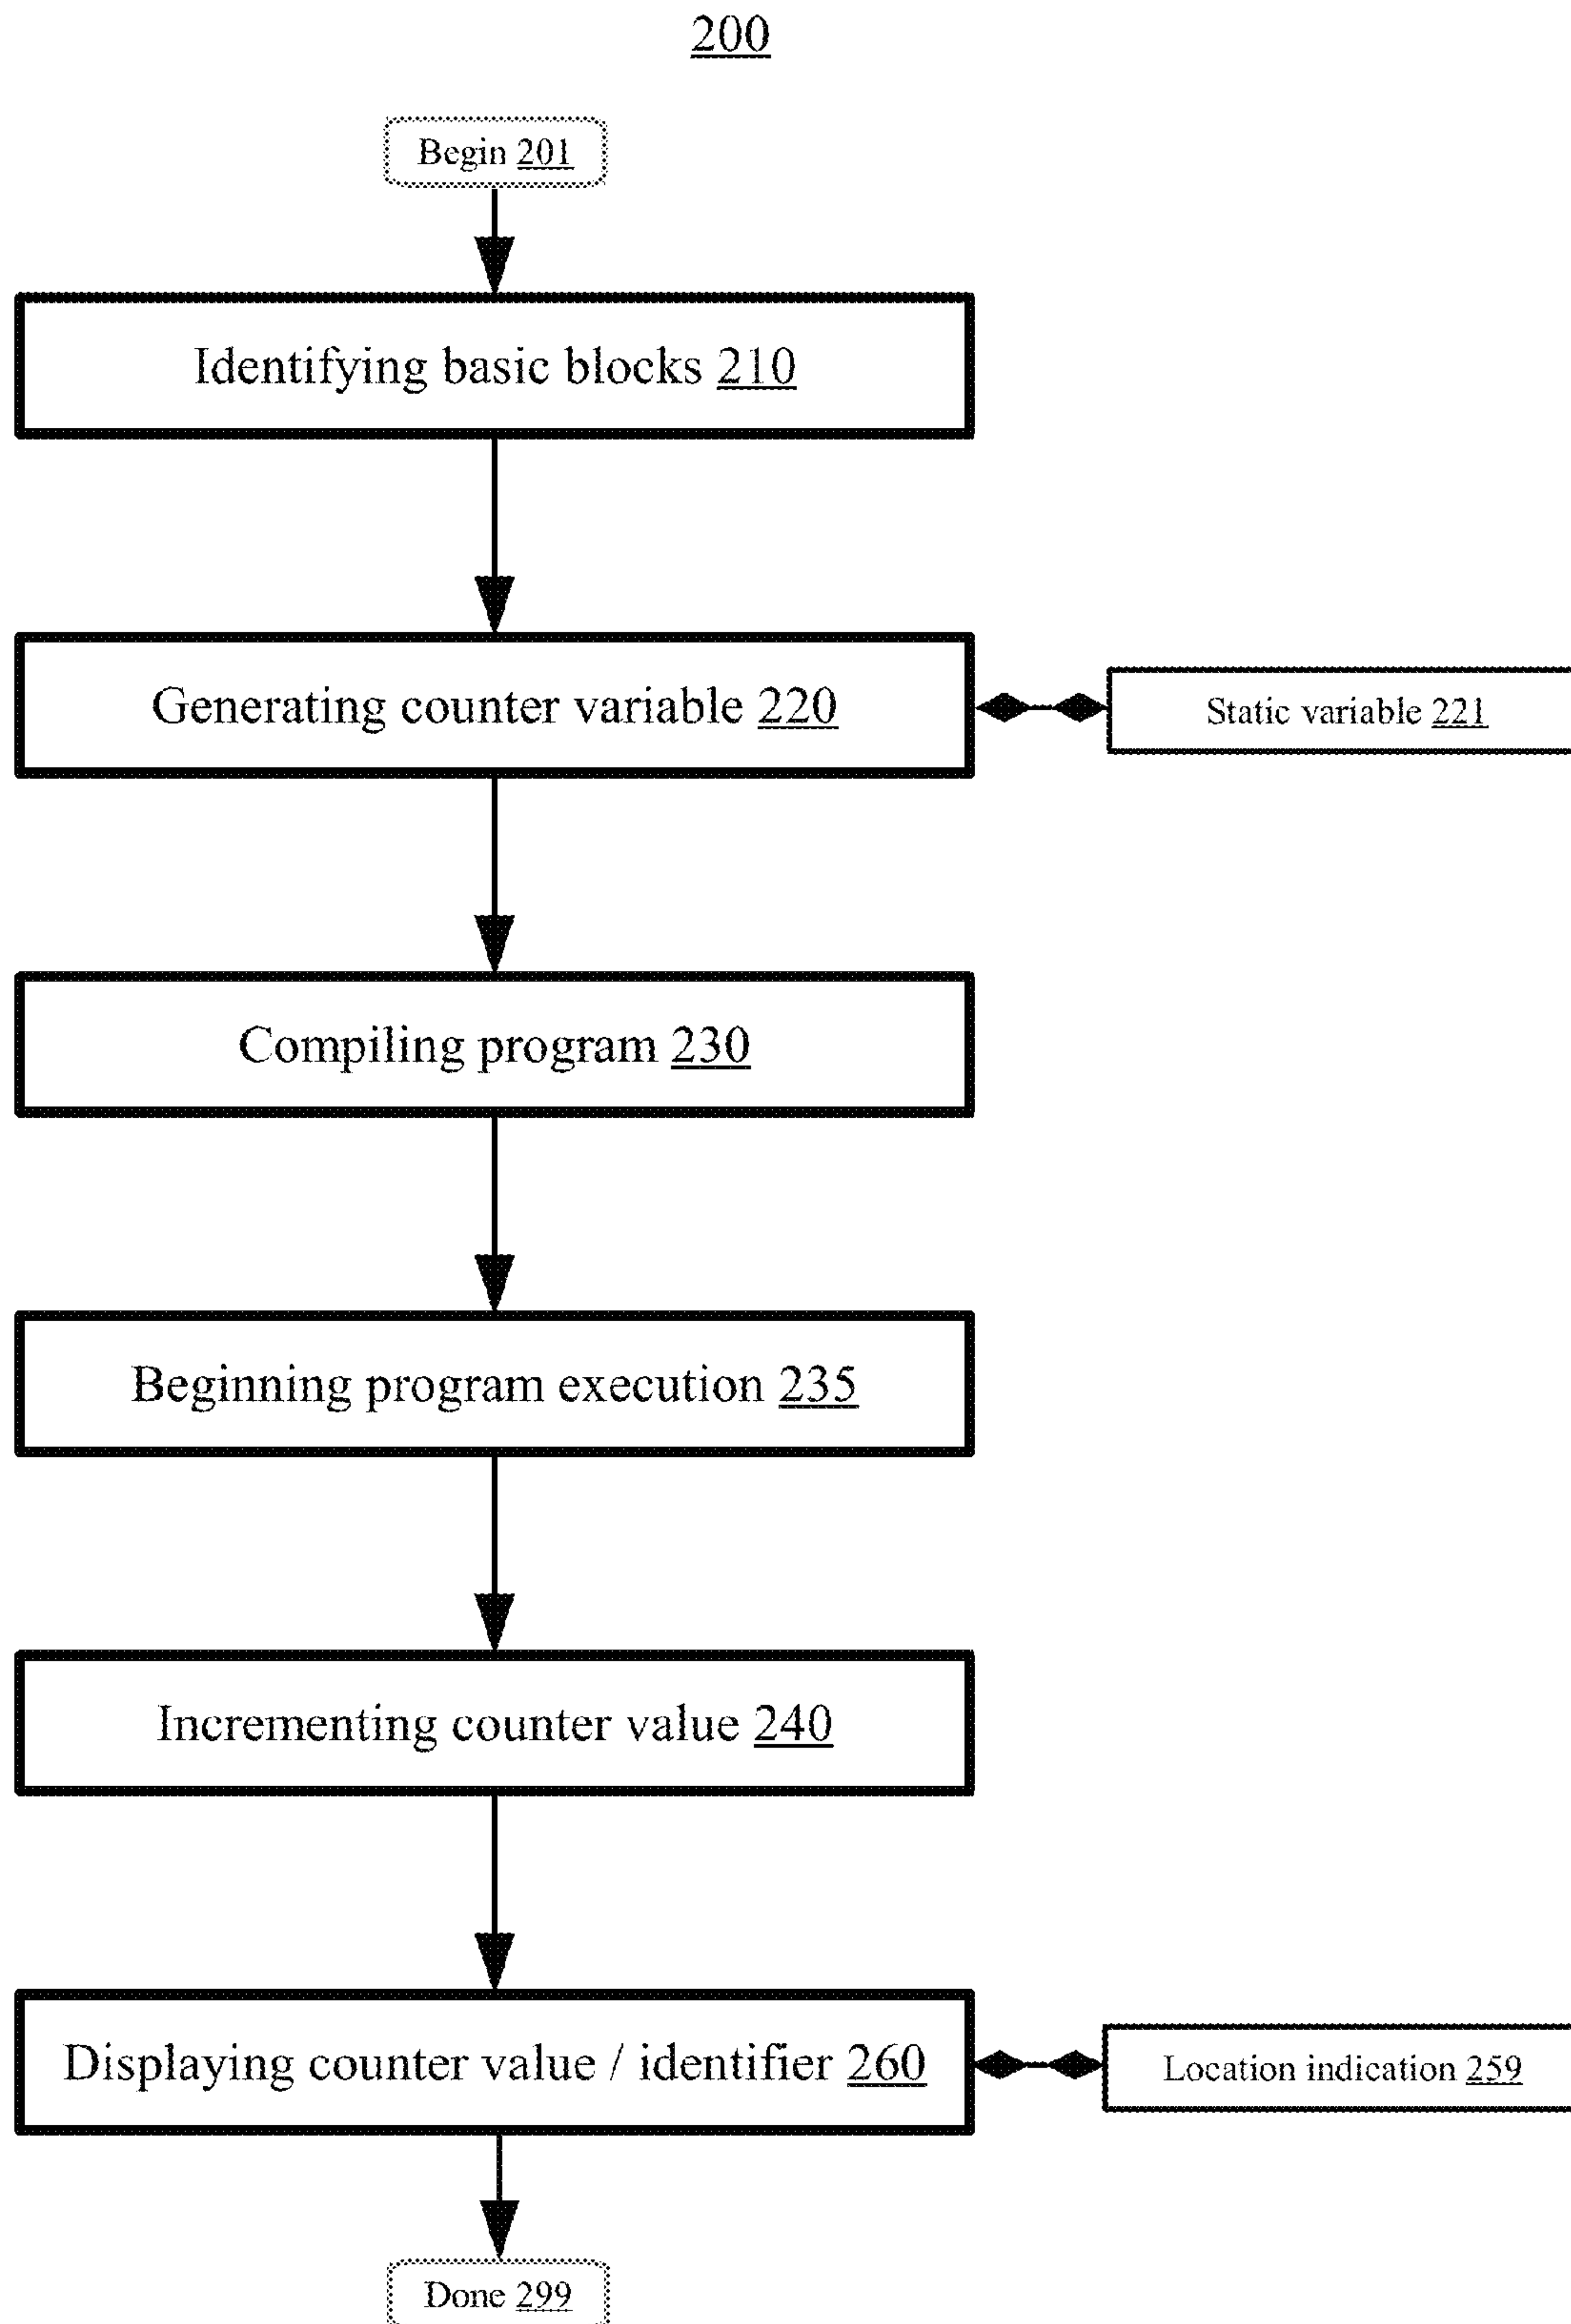 200
Begin 201
Identifying basic blocks 210
Generating counter variable 220
Static variable 221
Compiling program 230
Beginning program execution 235
Incrementing counter value 240
Displaying counter value / identifier 260
Location indication 259
Done 299